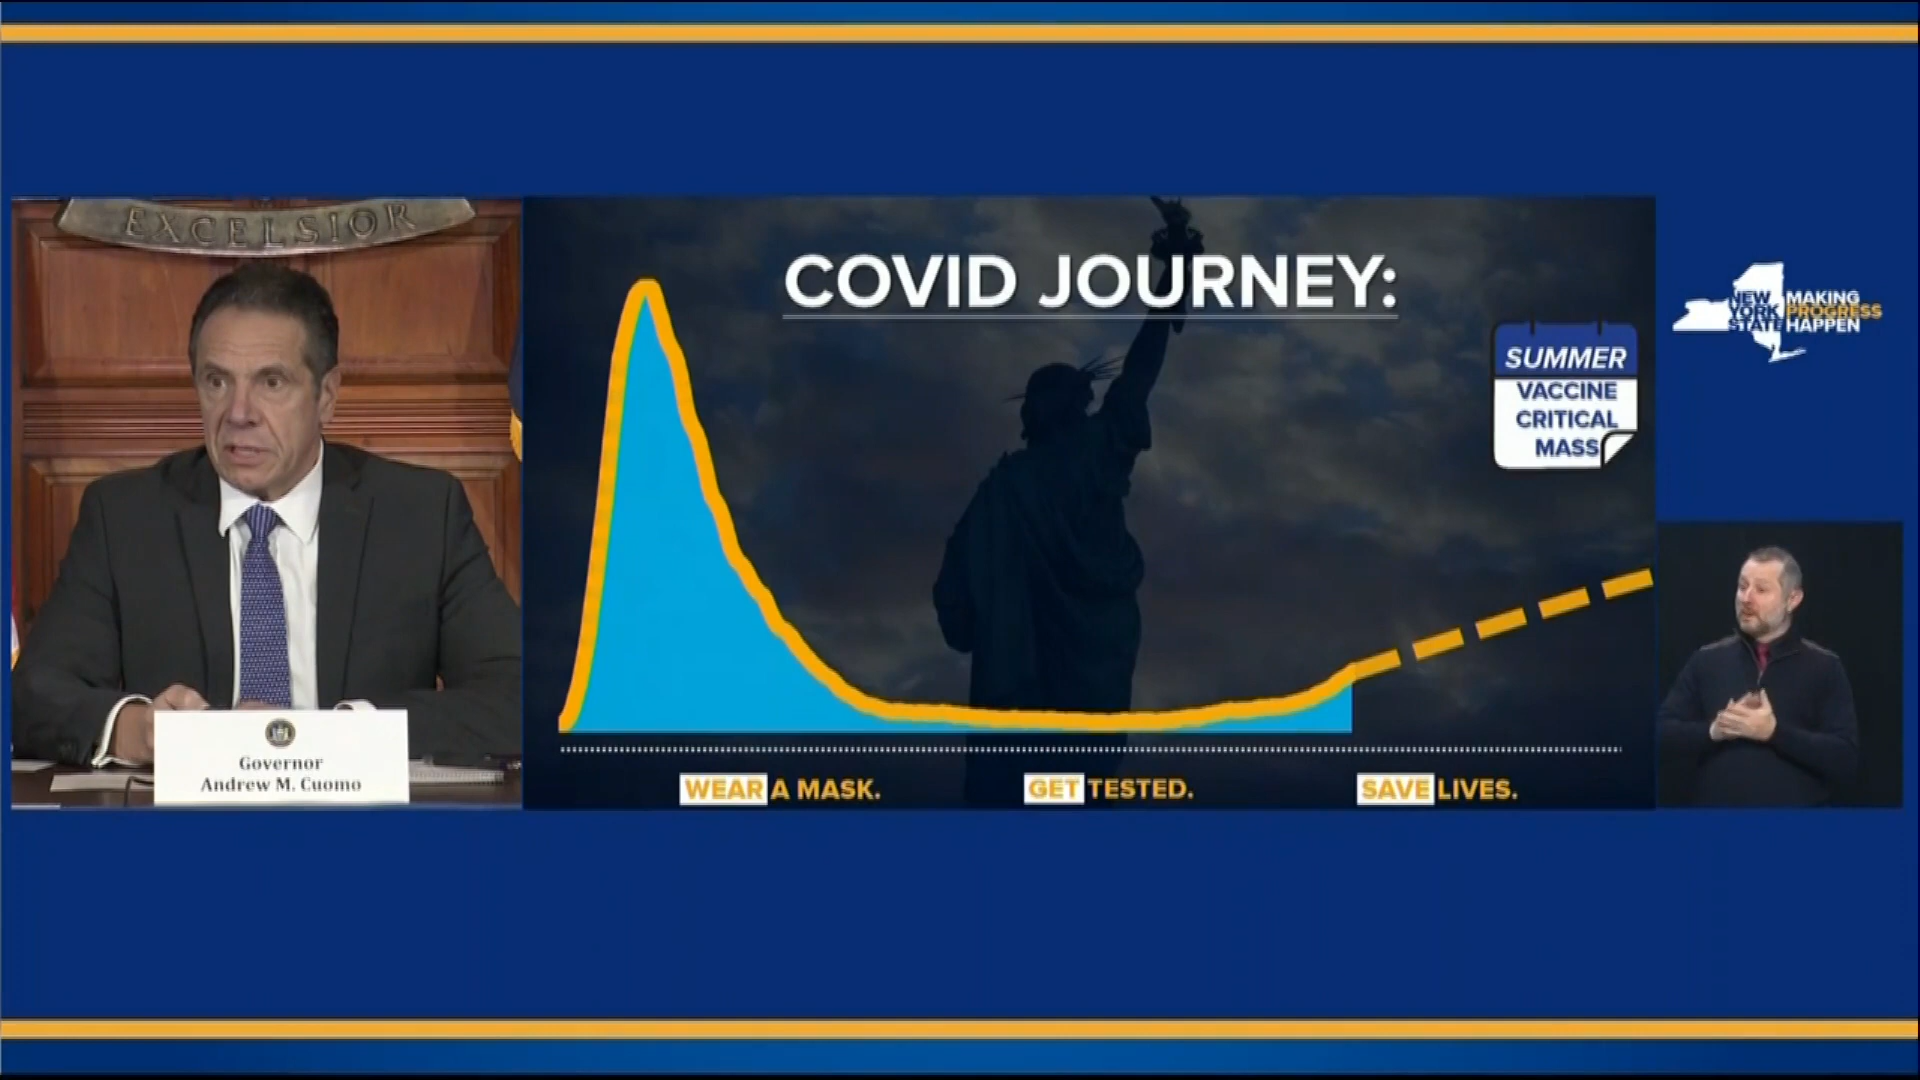 EXCELSIOR
Governor
Andrew M. Cuomo
COVID JOURNEY:
SUMMER
VACCINE
CRITICAL
MASS
WEAR A MASK.
GET TESTED.
SAVE LIVES.
NEW
YORK
STATE
MAKING
PROGRESS
HAPPEN